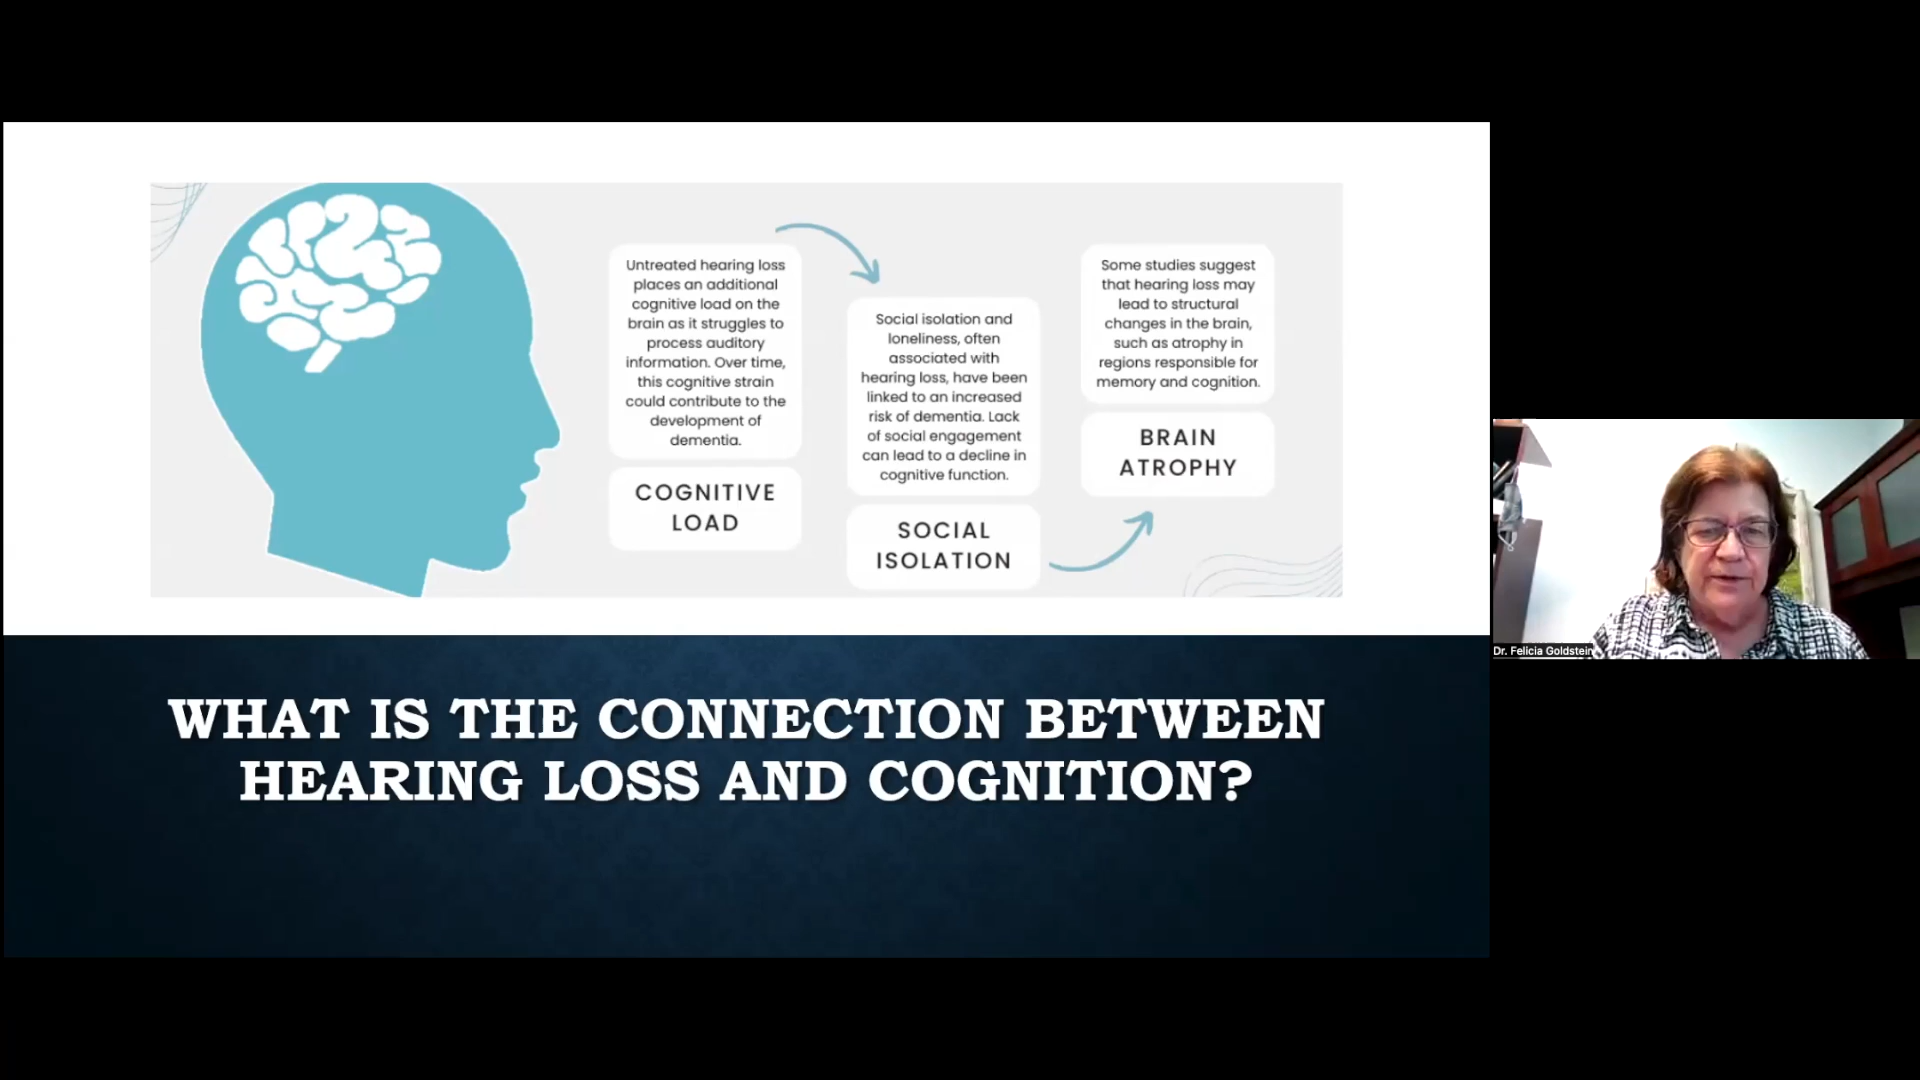 Untreated hearing loss
places an additional
cognitive load on the
brain as it struggles to
process auditory
information. Over time,
this cognitive strain
could contribute to the
development of
dementia.
COGNITIVE
LOAD
Social isolation and
loneliness, often
associated with
hearing loss, have been
linked to an increased
risk of dementia. Lack
of social engagement
can lead to a decline in
cognitive function.
SOCIAL
ISOLATION
Some studies suggest
that hearing loss may
lead to structural
changes in the brain,
such as atrophy in
regions responsible for
memory and cognition.
BRAIN
ATROPHY
WHAT IS THE CONNECTION BETWEEN
HEARING LOSS AND COGNITION?
Dr. Felicia Goldstein